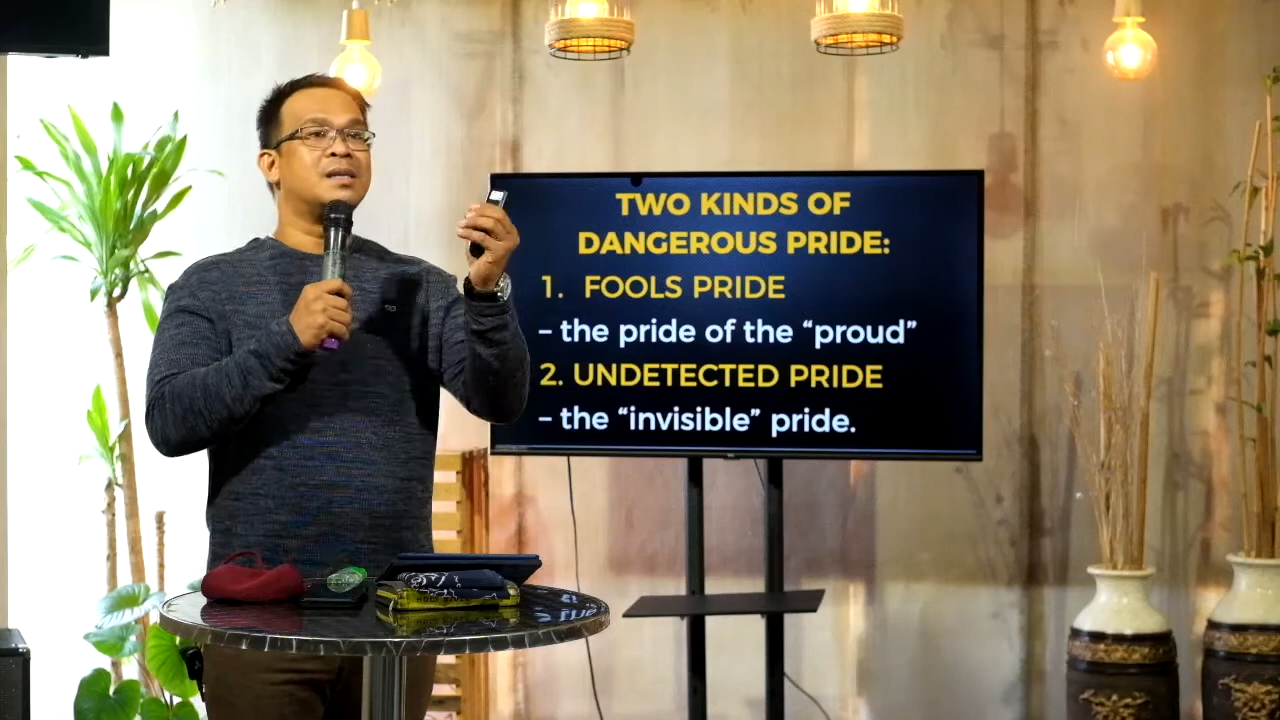 TWO KINDS OF
DANGEROUS PRIDE:
1. FOOLS PRIDE
– the pride of the “proud”
2. UNDETECTED PRIDE
– the “invisible” pride.